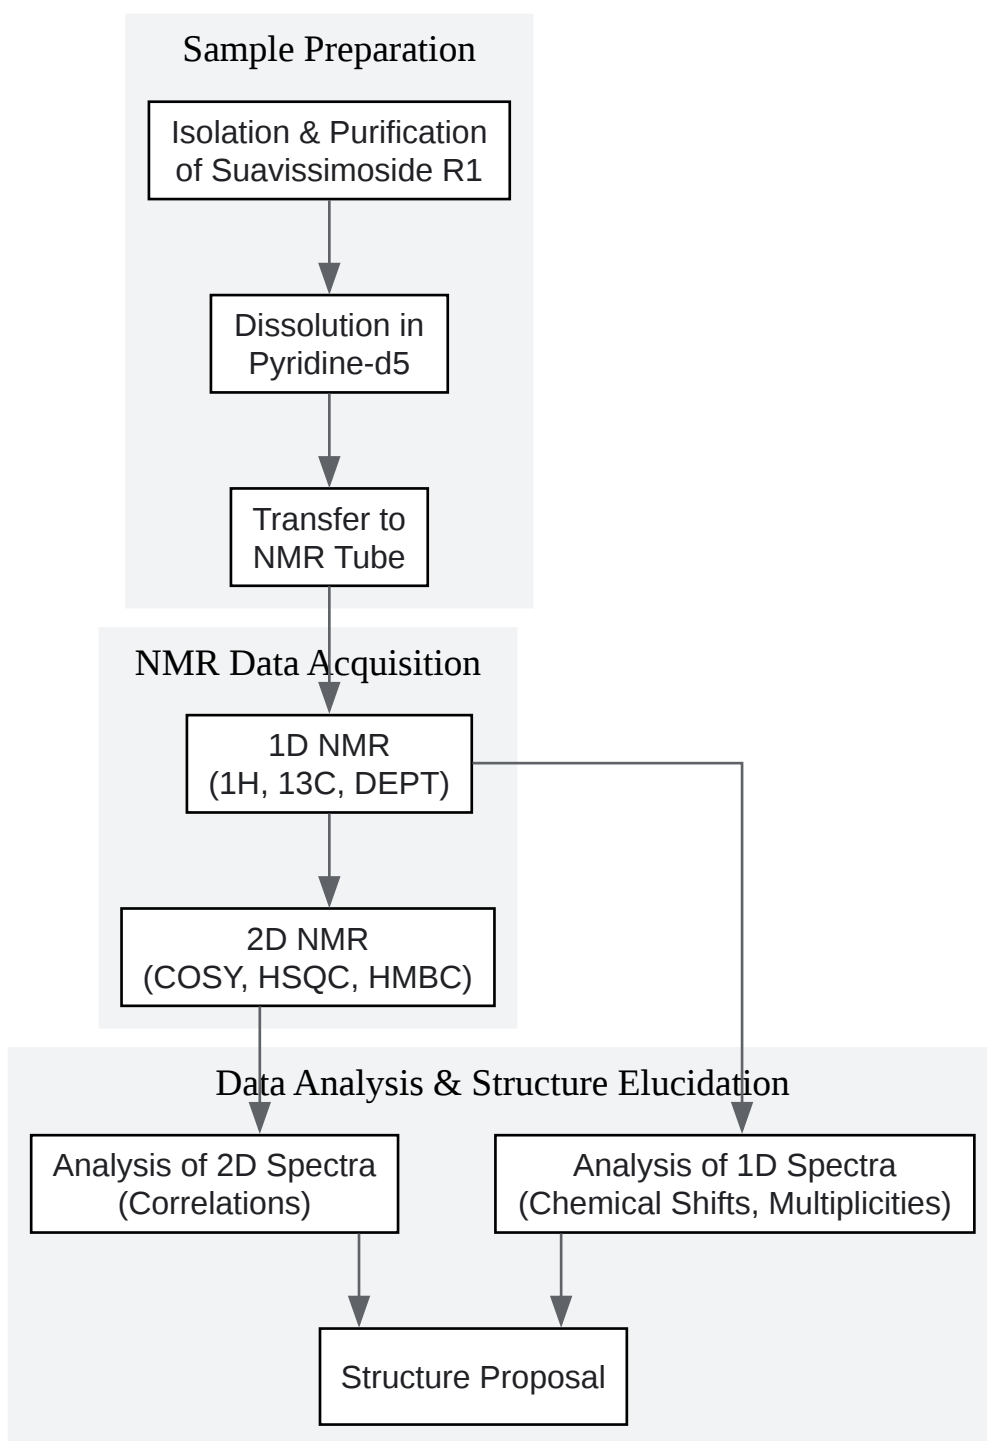 Sample Preparation
Isolation & Purification
of Suavissimoside R1
Dissolution in
Pyridine-d5
Transfer to
NMR Tube
NMR Data Acquisition
1D NMR
(1H, 13C, DEPT)
2D NMR
(COSY, HSQC, HMBC)
Data Analysis & Structure Elucidation
Analysis of 2D Spectra
(Correlations)
Analysis of 1D Spectra
(Chemical Shifts, Multiplicities)
Structure Proposal